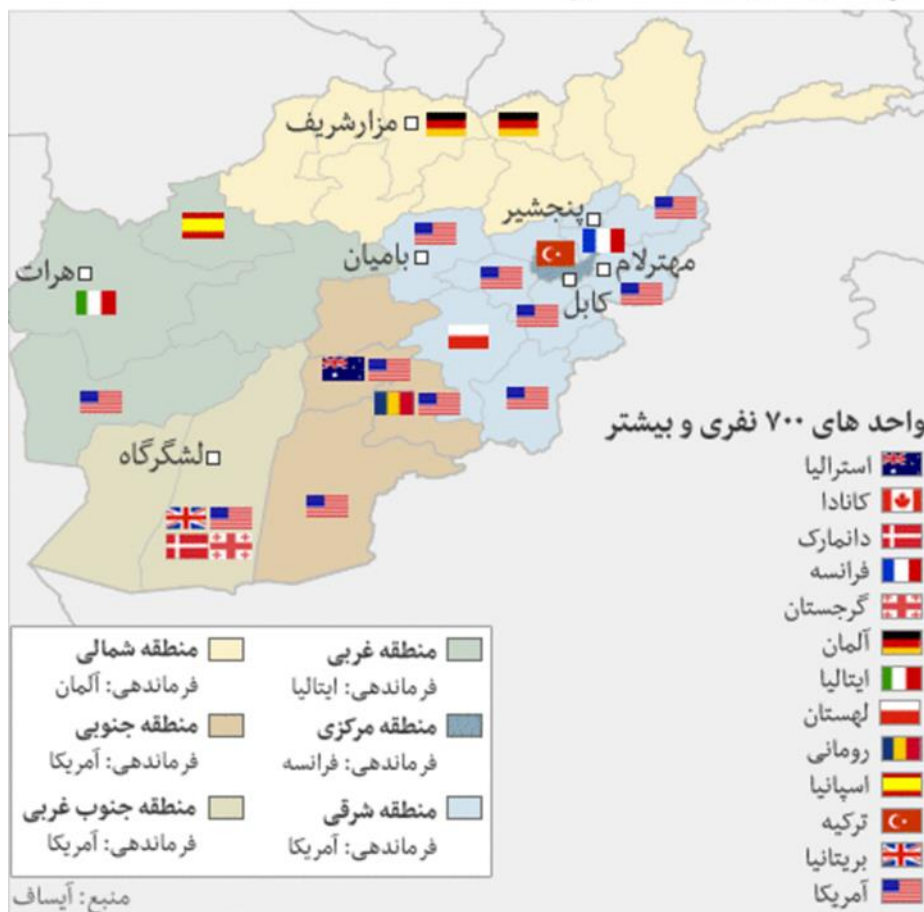 مزارشریف
پنجشیر
بامیان
مهترلام
هرات
کابل
لشگرگاه
واحد های ۷۰۰ نفری و بیشتر
استرالیا
کانادا
دانمارک
فرانسه
گرجستان
آلمان
ایتالیا
لهستان
رومانی
اسپانیا
ترکیه
بریتانیا
آمریکا
منطقه غربی
فرماندهی: ایتالیا
منطقه شمالی
فرماندهی: آلمان
منطقه مرکزی
فرماندهی: فرانسه
منطقه جنوبی
فرماندهی: آمریکا
منطقه شرقی
فرماندهی: آمریکا
منطقه جنوب غربی
فرماندهی: آمریکا
منبع: آیساف